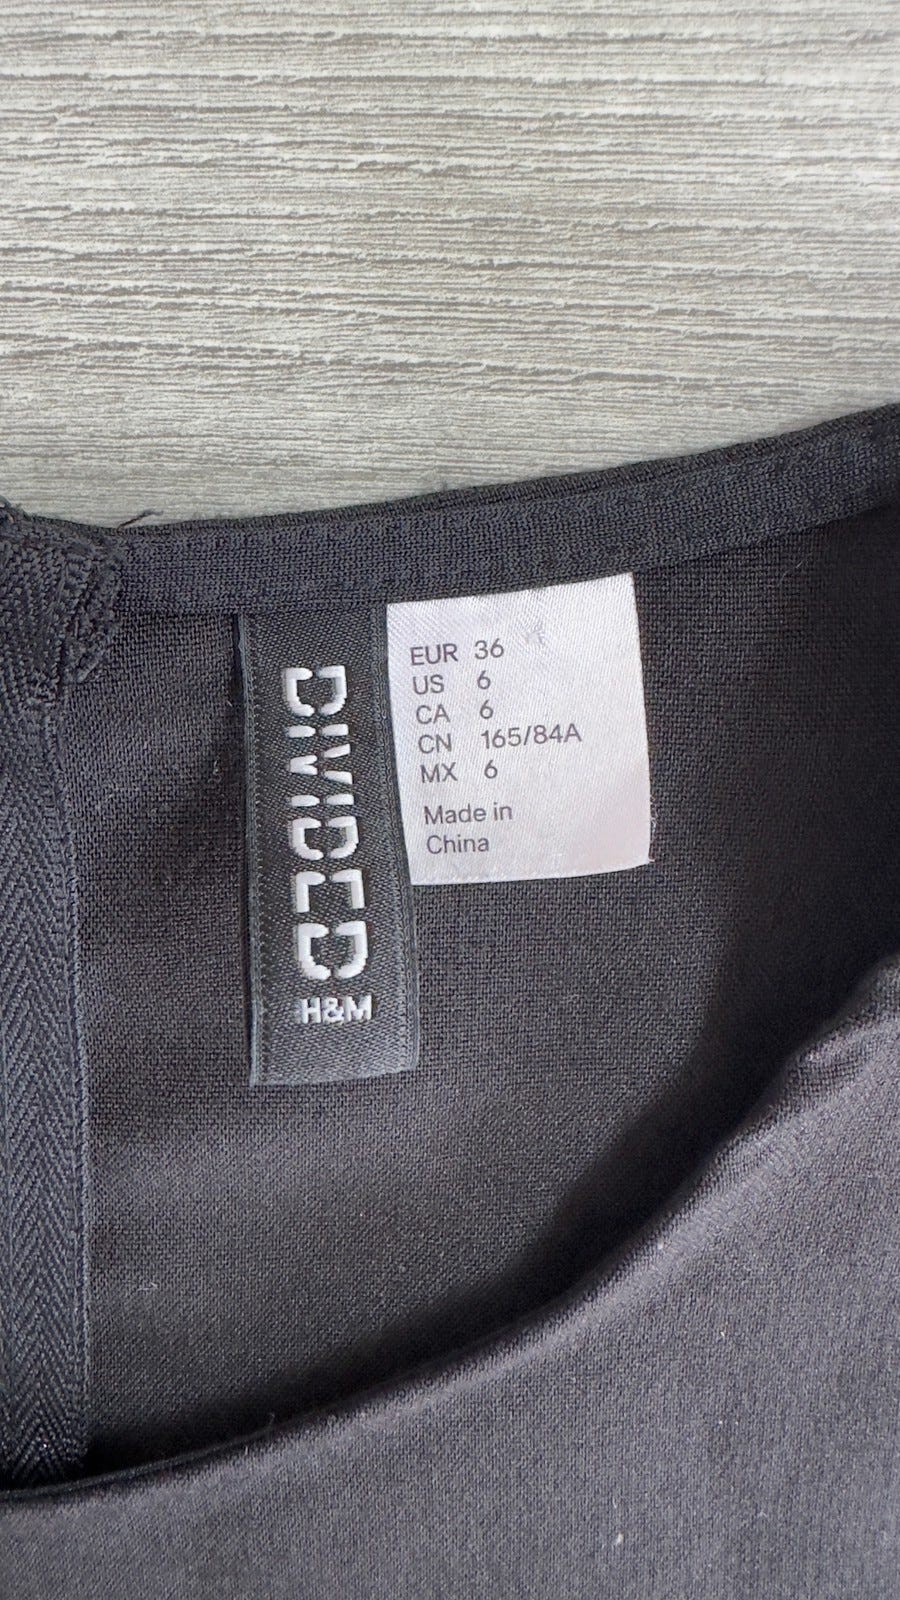 DIVIDED
H&M
EUR 36
US 6
CA 6
CN 165/84A
MX 6
Made in
China